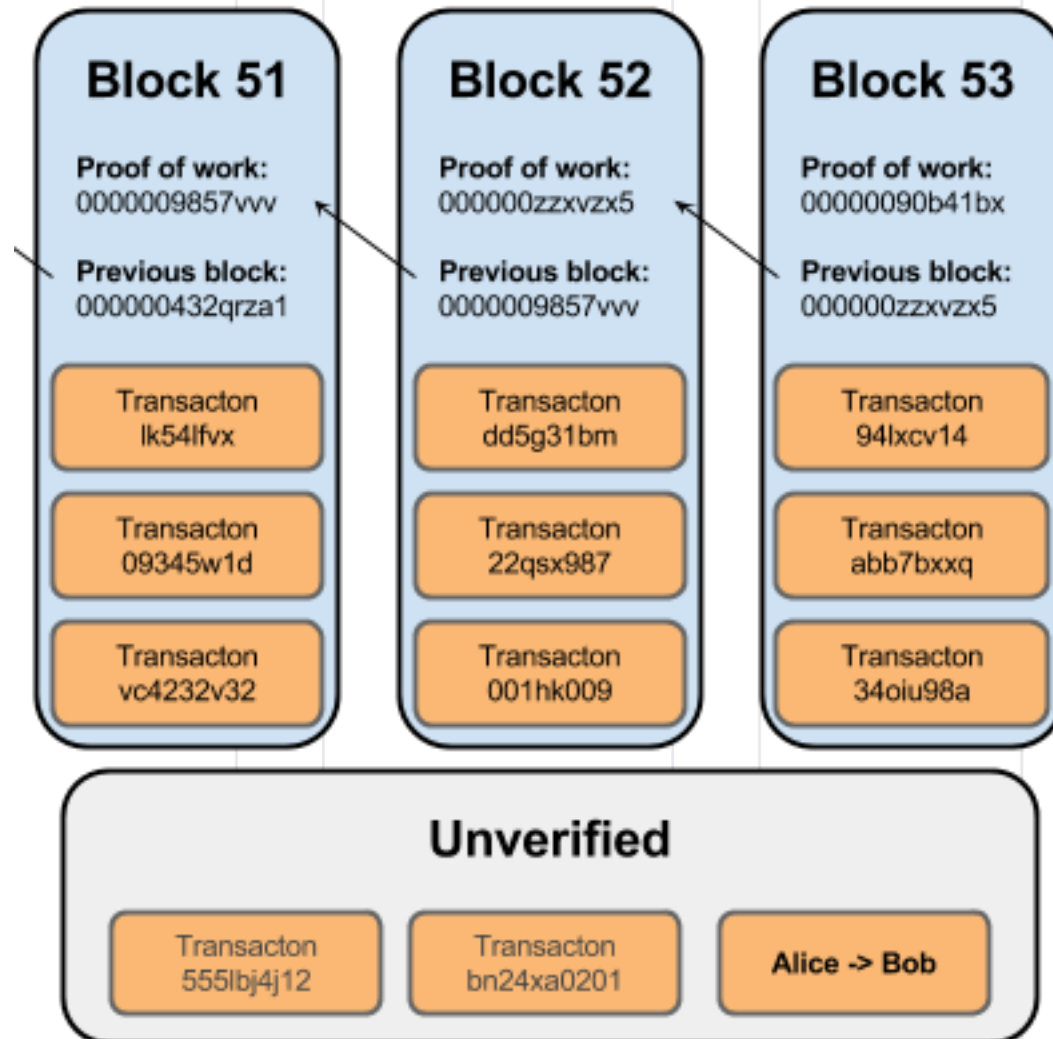 Block 51
Proof of work:
0000009857vvv
Previous block:
000000432qrza1
Transacton
lk54lfvx
Transacton
09345w1d
Transacton
vc4232v32
Block 52
Proof of work:
000000zzxvzx5
Previous block:
0000009857vvv
Transacton
dd5g31bm
Transacton
22qsx987
Transacton
001hk009
Block 53
Proof of work:
00000090b41bx
Previous block:
000000zzxvzx5
Transacton
94lxcv14
Transacton
abb7bxxq
Transacton
34oiu98a
Unverified
Transacton
555lbj4j12
Transacton
bn24xa0201
Alice -> Bob